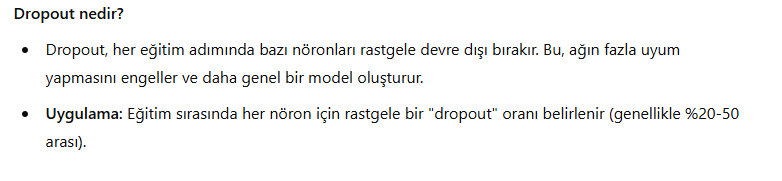 Dropout nedir?
• Dropout, her eğitim adımında bazı nöronları rastgele devre dışı bırakır. Bu, ağın fazla uyum
yapmasını engeller ve daha genel bir model oluşturur.
• Uygulama: Eğitim sırasında her nöron için rastgele bir "dropout" oranı belirlenir (genellikle %20-50
arası).